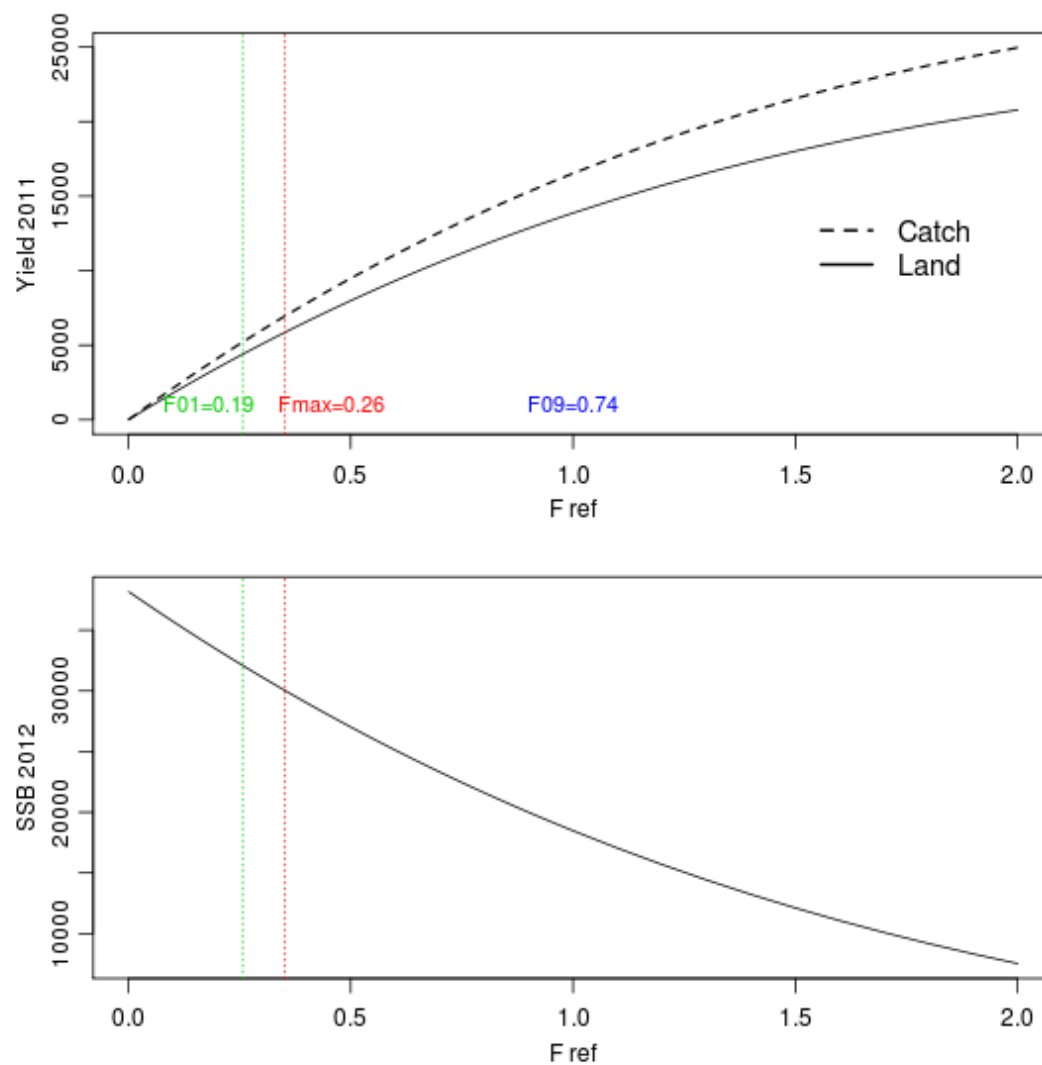 25000
15000
5000
0
Yield 2011
Catch
Land
F01=0.19 Fmax=0.26 F09=0.74
0.0 0.5 1.0 1.5 2.0
F ref
30000
20000
10000
SSB 2012
0.0 0.5 1.0 1.5 2.0
F ref